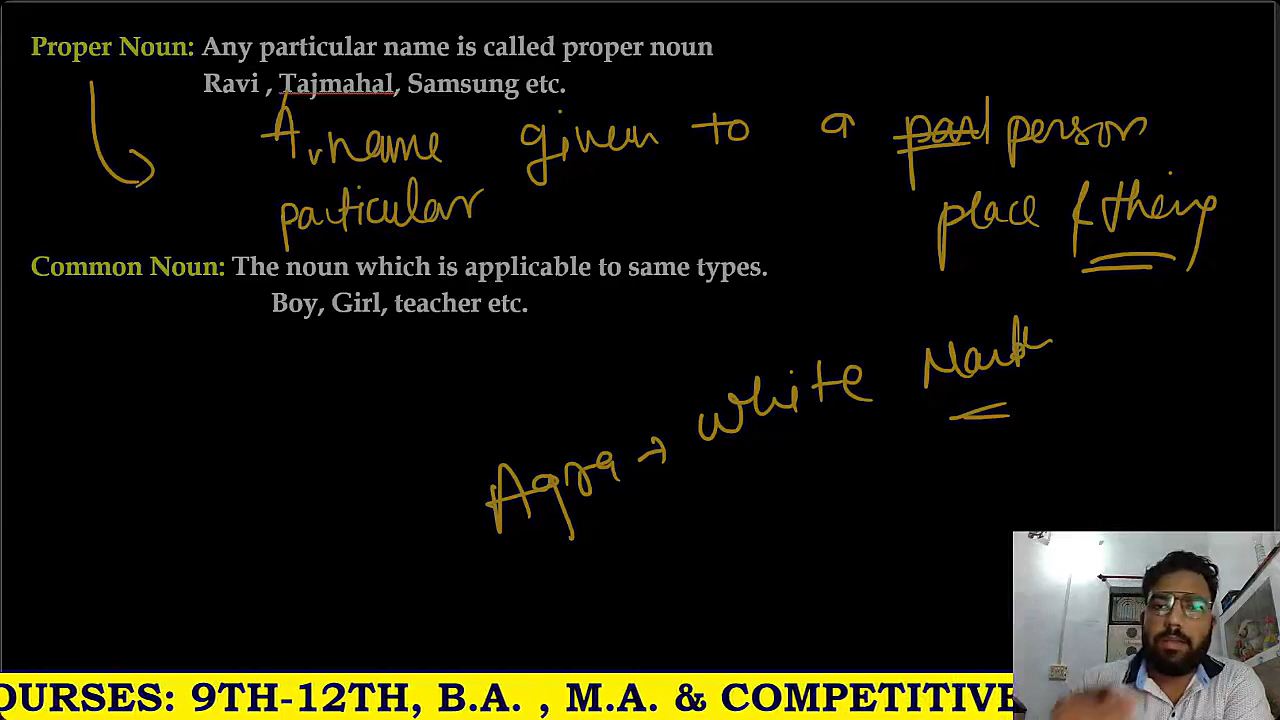 Proper Noun: Any particular name is called proper noun
Ravi , Tajmahal, Samsung etc.
A name given to a person
particular
place & thing
Common Noun: The noun which is applicable to same types.
Boy, Girl, teacher etc.
Agra → White
OURSES: 9TH-12TH, B.A. , M.A. & COMPETITIVE